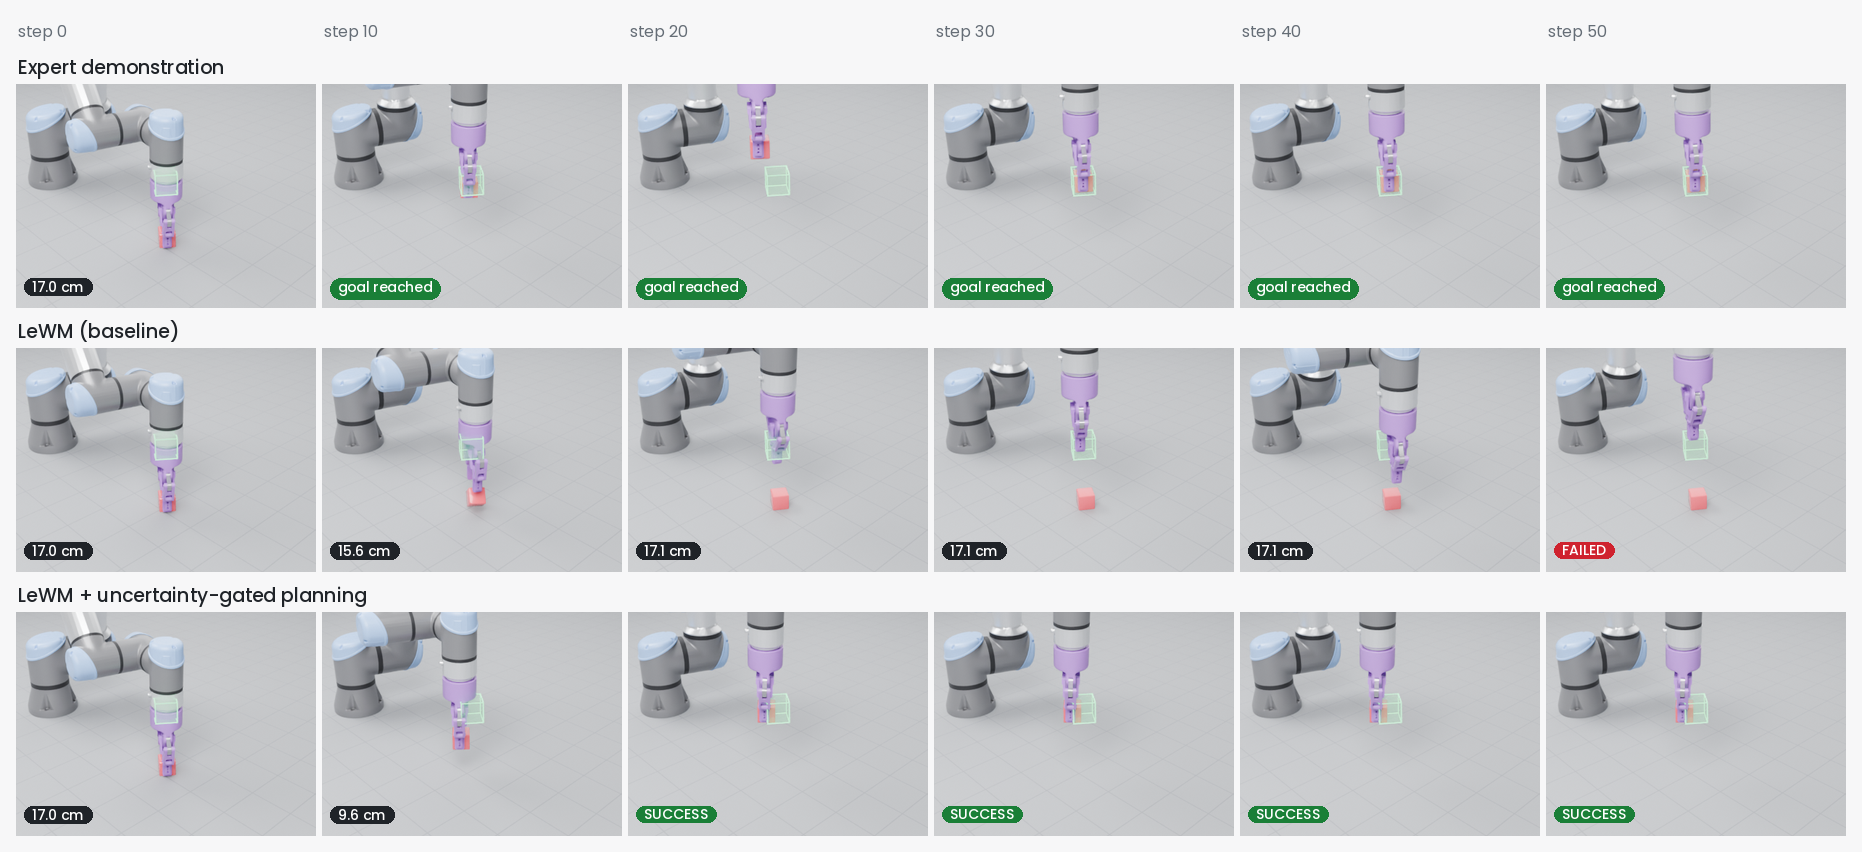 step 0
step 10
step 20
step 30
step 40
step 50
Expert demonstration
17.0 cm
goal reached
goal reached
goal reached
goal reached
goal reached
LeWM (baseline)
17.0 cm
15.6 cm
17.1 cm
17.1 cm
17.1 cm
FAILED
LeWM + uncertainty-gated planning
17.0 cm
9.6 cm
SUCCESS
SUCCESS
SUCCESS
SUCCESS